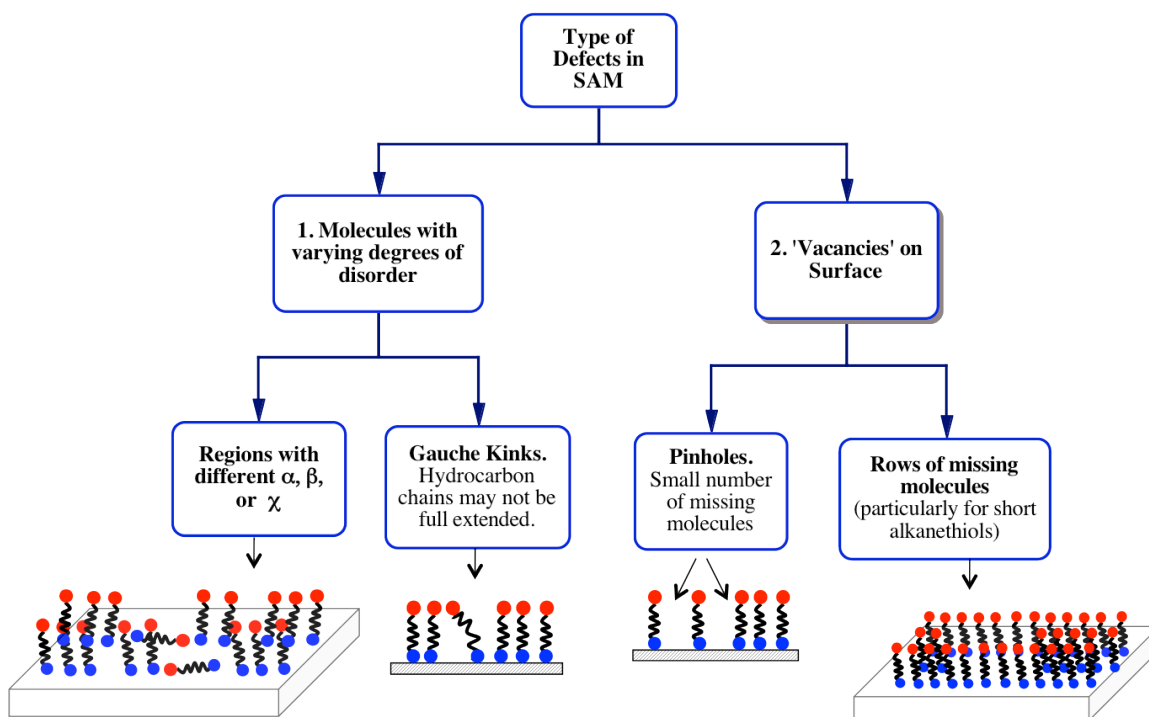 Type of
Defects in
SAM
1. Molecules with
varying degrees of
disorder
2. 'Vacancies' on
Surface
Regions with
different α, β,
or χ
Gauche Kinks.
Hydrocarbon
chains may not be
full extended.
Pinholes.
Small number
of missing
molecules
Rows of missing
molecules
(particularly for short
alkanethiols)